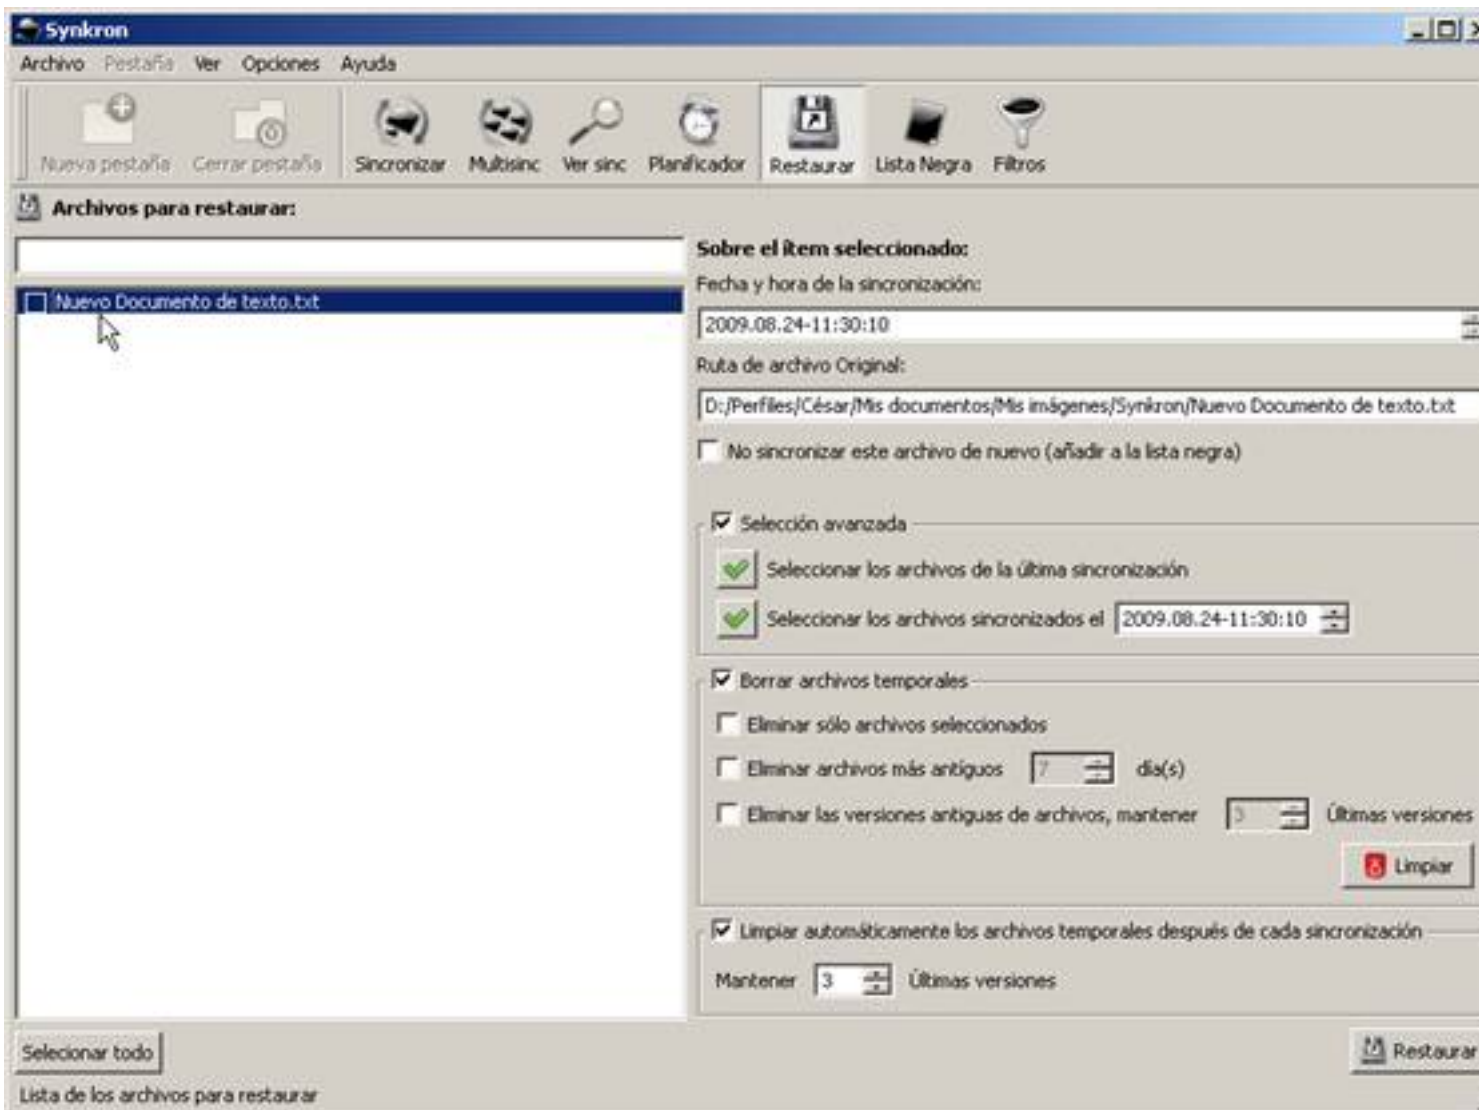 Synkron
Archivo Pestaña Ver Opciones Ayuda
Nueva pestaña Cerrar pestaña Sincronizar Multisinc Ver sinc Planificador Restaurar Lista Negra Filtros
Archivos para restaurar:
Sobre el ítem seleccionado:
Fecha y hora de la sincronización:
Nuevo Documento de texto.txt
2009.08.24-11:30:10
Ruta de archivo Original:
D:/Perfiles/César/Mis documentos/Mis imágenes/Synkron/Nuevo Documento de texto.txt
No sincronizar este archivo de nuevo (añadir a la lista negra)
Selección avanzada
Seleccionar los archivos de la última sincronización
Seleccionar los archivos sincronizados el 2009.08.24-11:30:10
Borrar archivos temporales
Eliminar sólo archivos seleccionados
Eliminar archivos más antíguos 7 dia(s)
Eliminar las versiones antiguas de archivos, mantener 3 Últimas versiones
Limpiar
Limpiar automáticamente los archivos temporales después de cada sincronización
Mantener 3 Últimas versiones
Selecionar todo
Restaurar
Lista de los archivos para restaurar